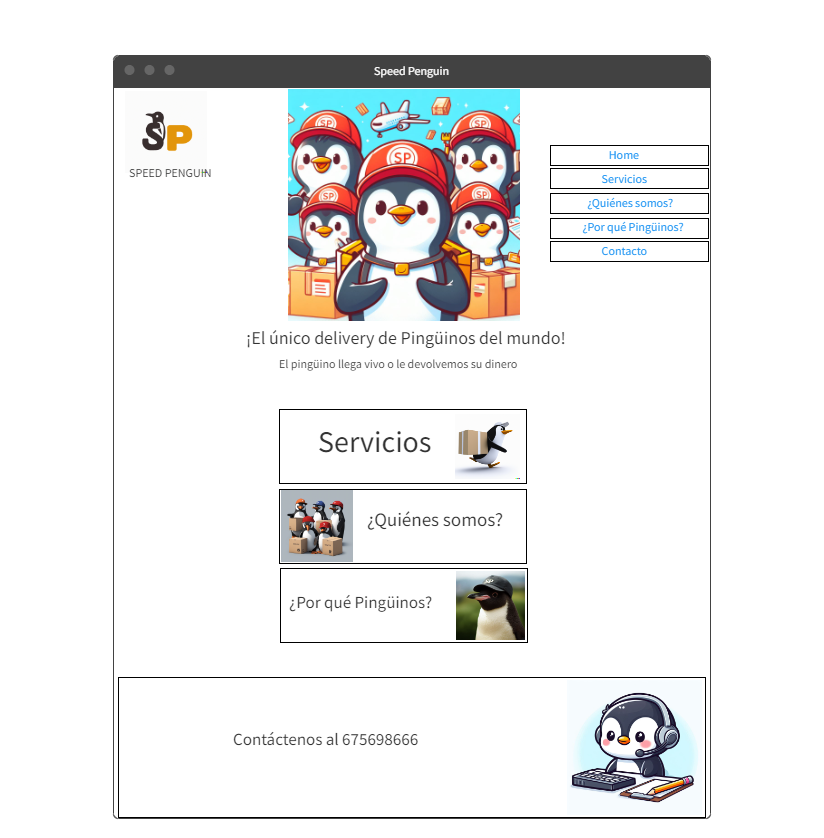 Speed Penguin
SP
SPEED PENGUIN
SP
SP
SP
SP
SP
Home
Servicios
¿Quiénes somos?
¿Por qué Pingüinos?
Contacto
¡El único delivery de Pingüinos del mundo!
El pingüino llega vivo o le devolvemos su dinero
Servicios
¿Quiénes somos?
¿Por qué Pingüinos?
SP
Contáctenos al 675698666